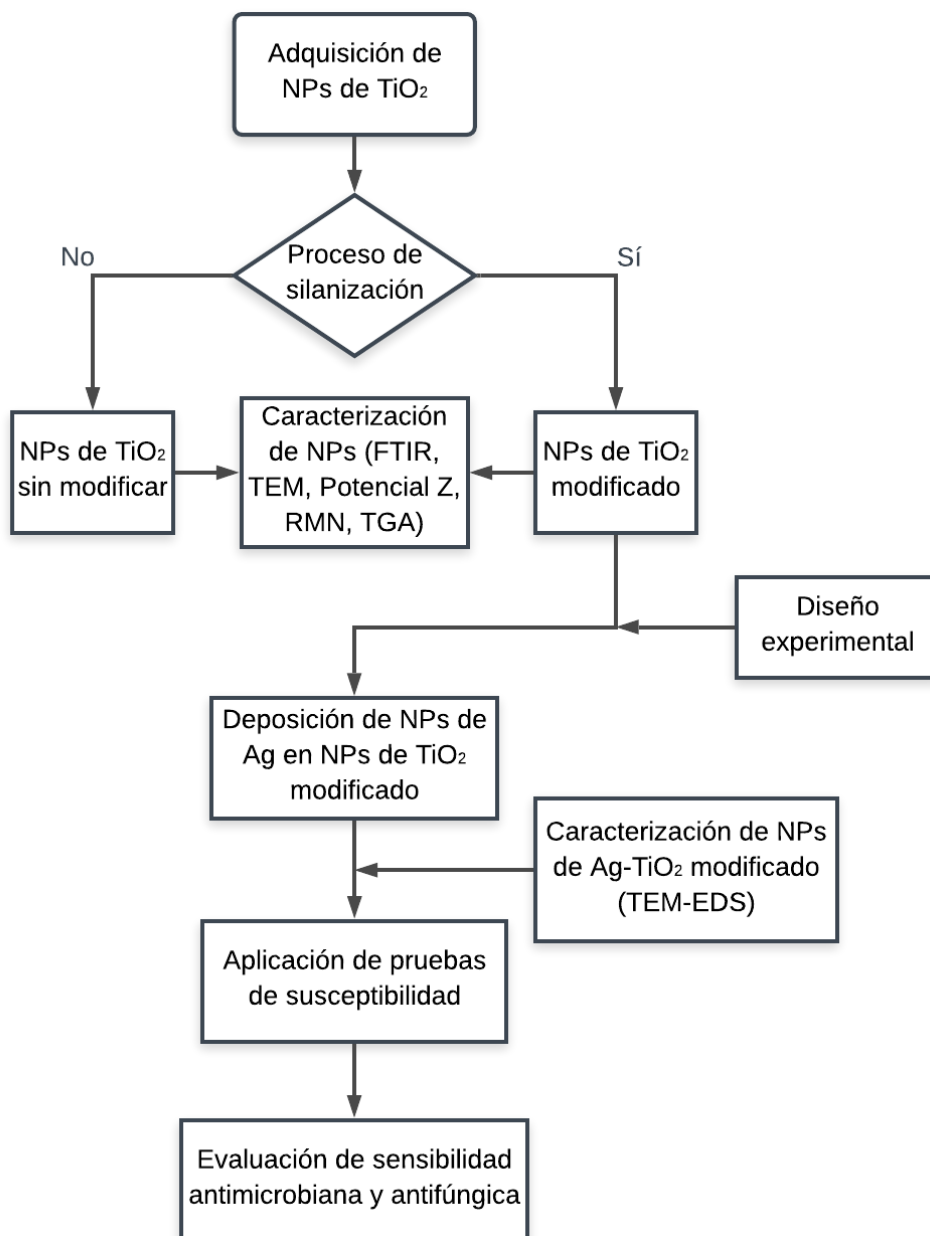 Adquisición de
NPs de TiO₂
Proceso de
silanización
No
Sí
NPs de TiO₂
sin modificar
Caracterización
de NPs (FTIR,
TEM, Potencial Z,
RMN, TGA)
NPs de TiO₂
modificado
Diseño
experimental
Deposición de NPs de
Ag en NPs de TiO₂
modificado
Caracterización de NPs
de Ag-TiO₂ modificado
(TEM-EDS)
Aplicación de pruebas
de susceptibilidad
Evaluación de sensibilidad
antimicrobiana y antifúngica